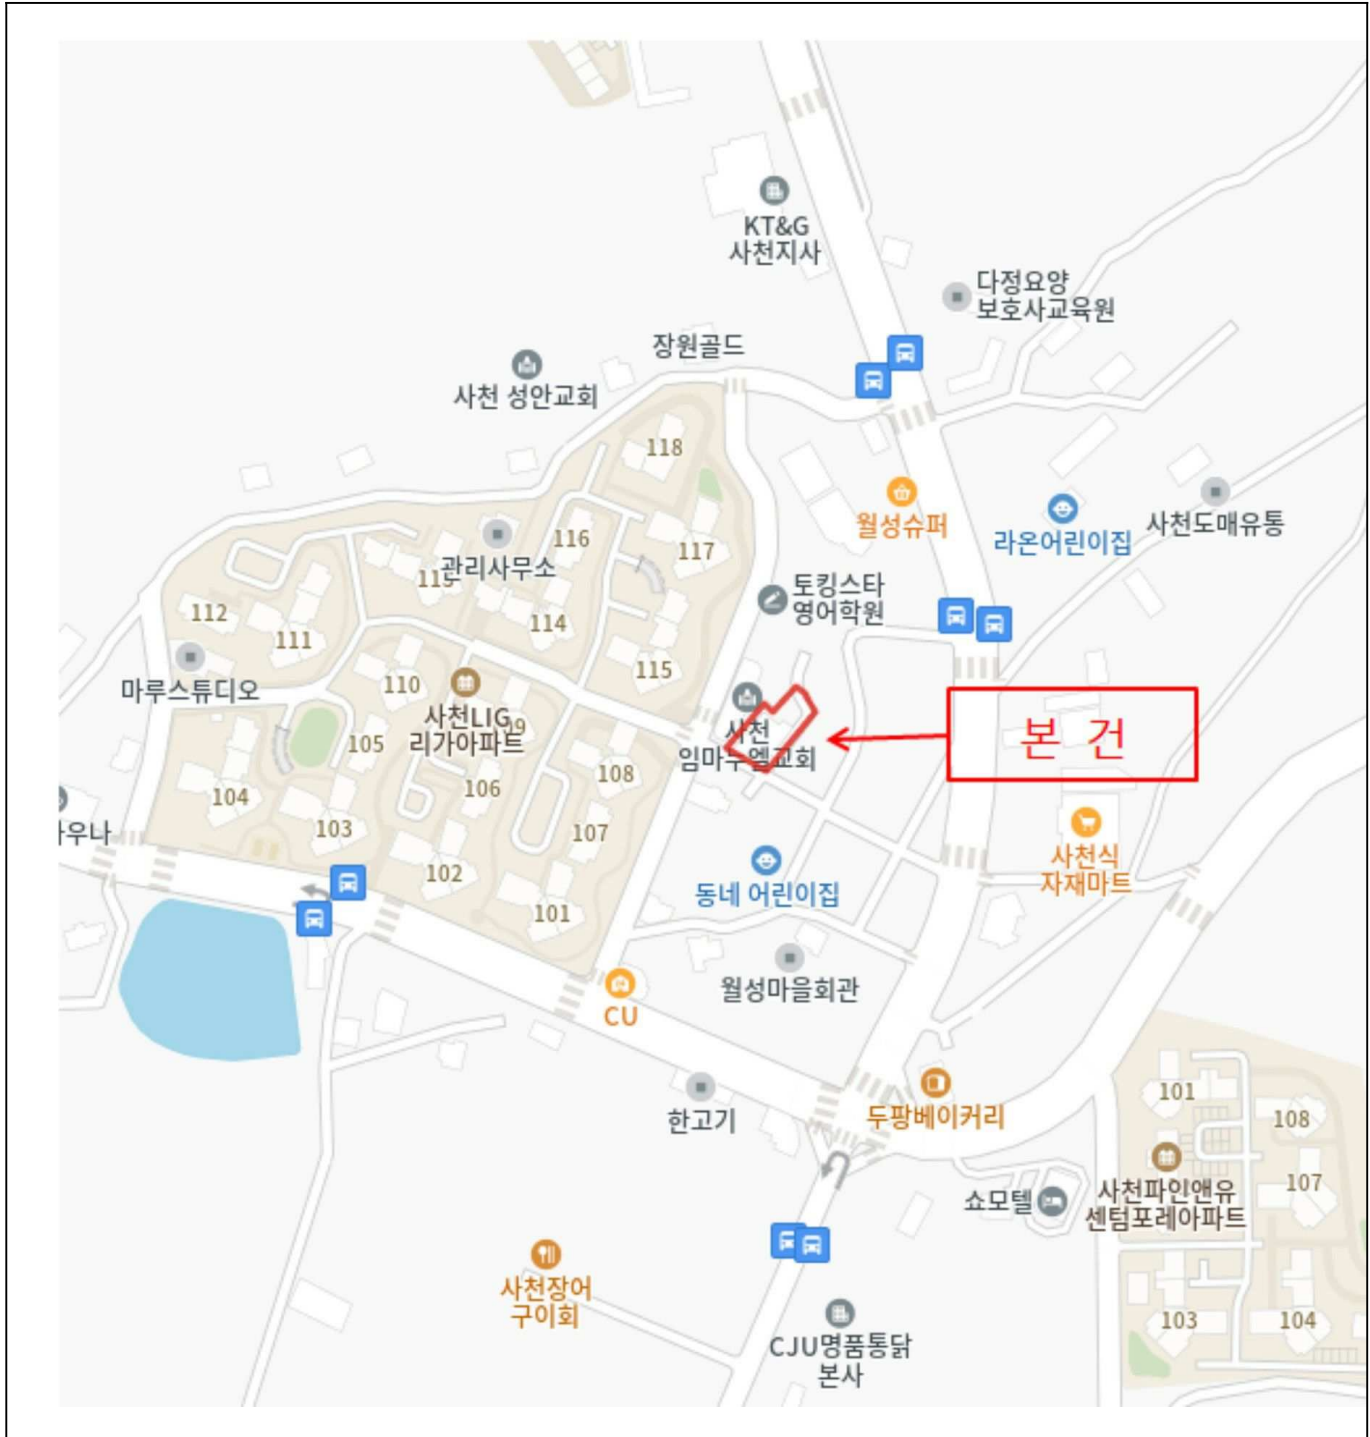 KT&G
사천지사
다정요양
보호사교육원
장원골드
사천 성안교회
118
월성슈퍼
라온어린이집
사천도매유통
116
관리사무소
117
토킹스타
영어학원
112
111
114
115
마루스튜디오
110
사천LIG
리가아파트
105
사천
임마누엘교회
본 건
104
106
108
103
107
사천식
자재마트
102
동네 어린이집
101
월성마을회관
CU
한고기
두팡베이커리
101
108
쇼모텔
사천파인앤유
센텀포레아파트
107
사천장어
구이회
103
104
CJU명품통닭
본사